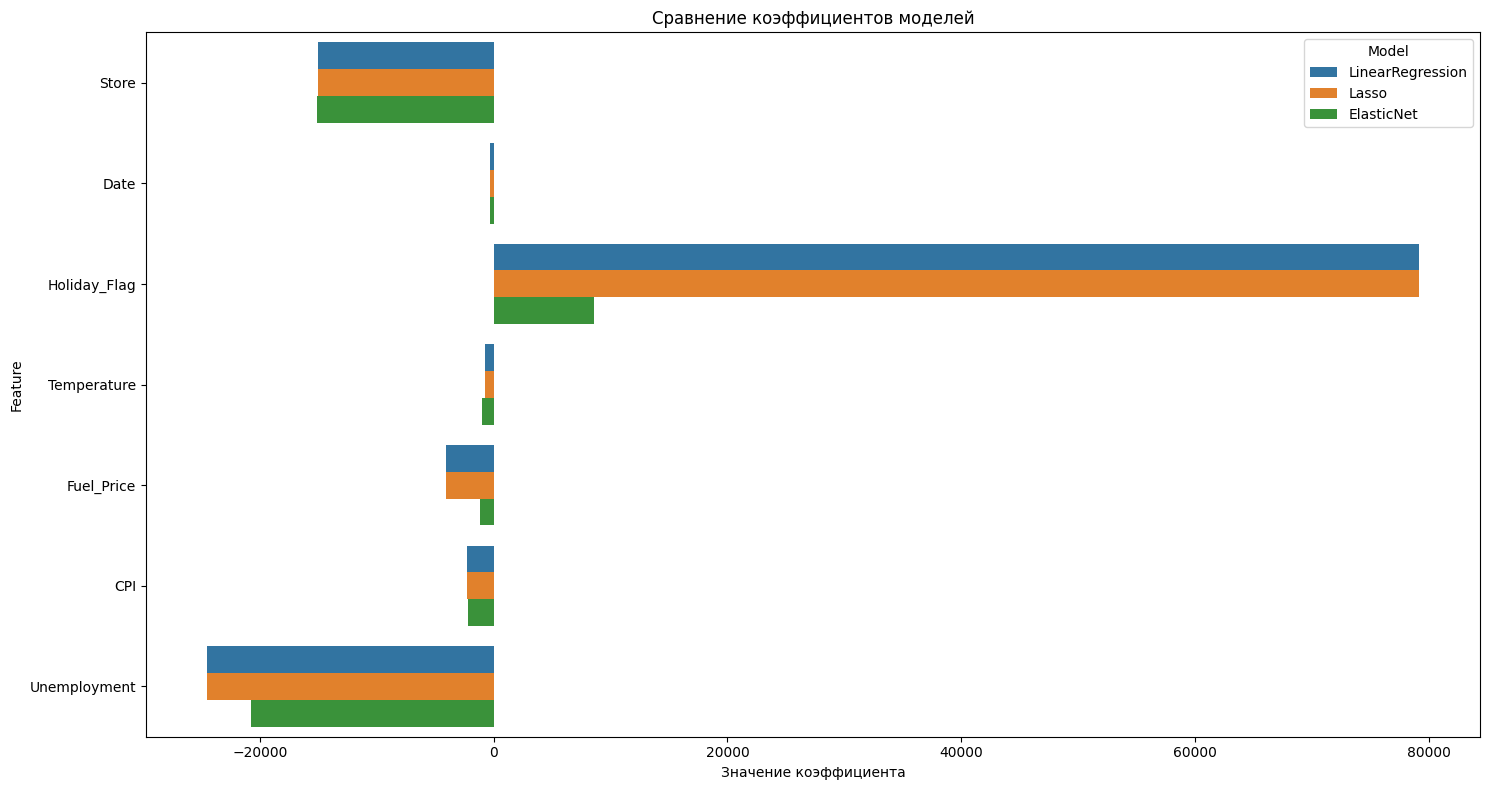 Сравнение коэффициентов моделей
Model
LinearRegression
Lasso
ElasticNet
Feature
Store
Date
Holiday_Flag
Temperature
Fuel_Price
CPI
Unemployment
−20000
0
20000
40000
60000
80000
Значение коэффициента